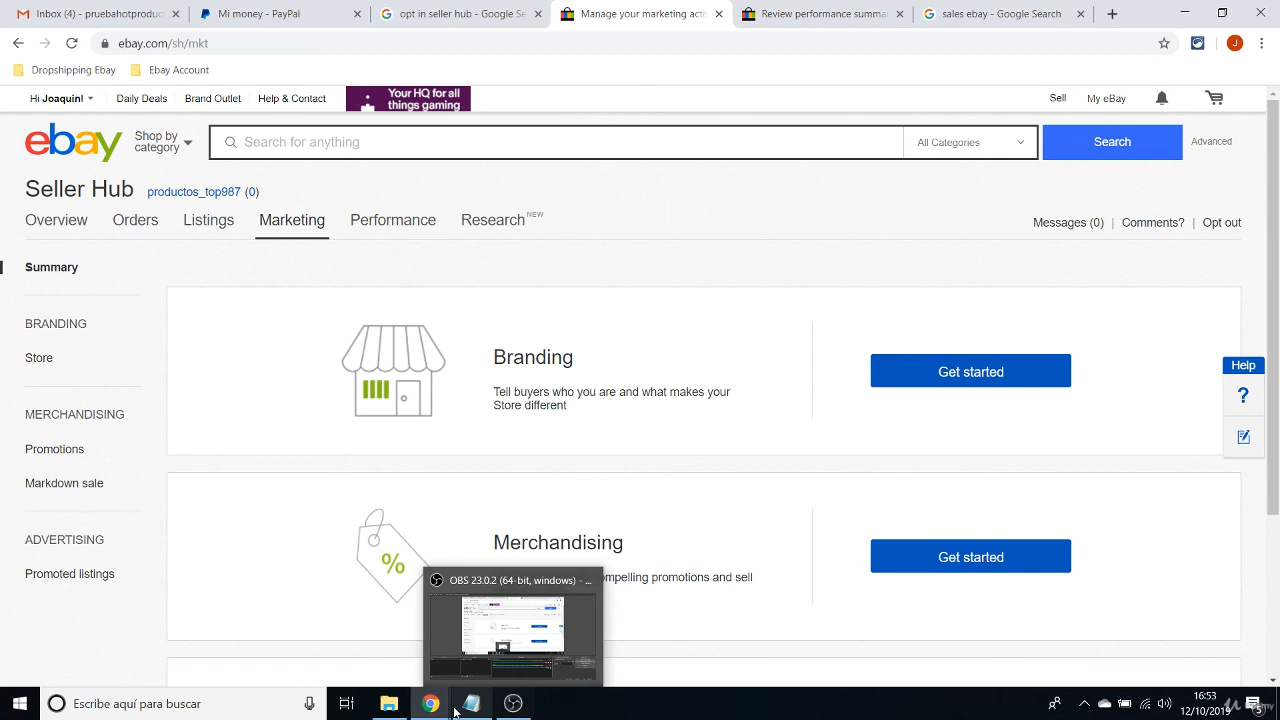 Inbox (4) - pruebabtoproduct
My money - PayPal
opt in seller hub - Google Se
Manage your marketing acti
Review performance summa
sales ebay - Google Search
ebay.com/sh/mkt
Dropshipping Ebay
Ebay Account
Hi Joaquin!
Daily Deals
Brand Outlet
Help & Contact
Your HQ for all
things gaming
Sell
My ebay
ebay
Shop by
category
Search for anything
All Categories
Search
Advanced
Seller Hub
productos_top987 (0)
Overview
Orders
Listings
Marketing
Performance
Research NEW
Messages (0) | Comments? | Opt out
Summary
BRANDING
Store
MERCHANDISING
Promotions
Markdown sale
ADVERTISING
Promoted listings
Branding
Tell buyers who you are and what makes your
Store different
Get started
Help
?
%
Merchandising
ompelling promotions and sell
Get started
OBS 23.0.2 (64-bit, windows) - ...
Escribe aquí para buscar
16:53